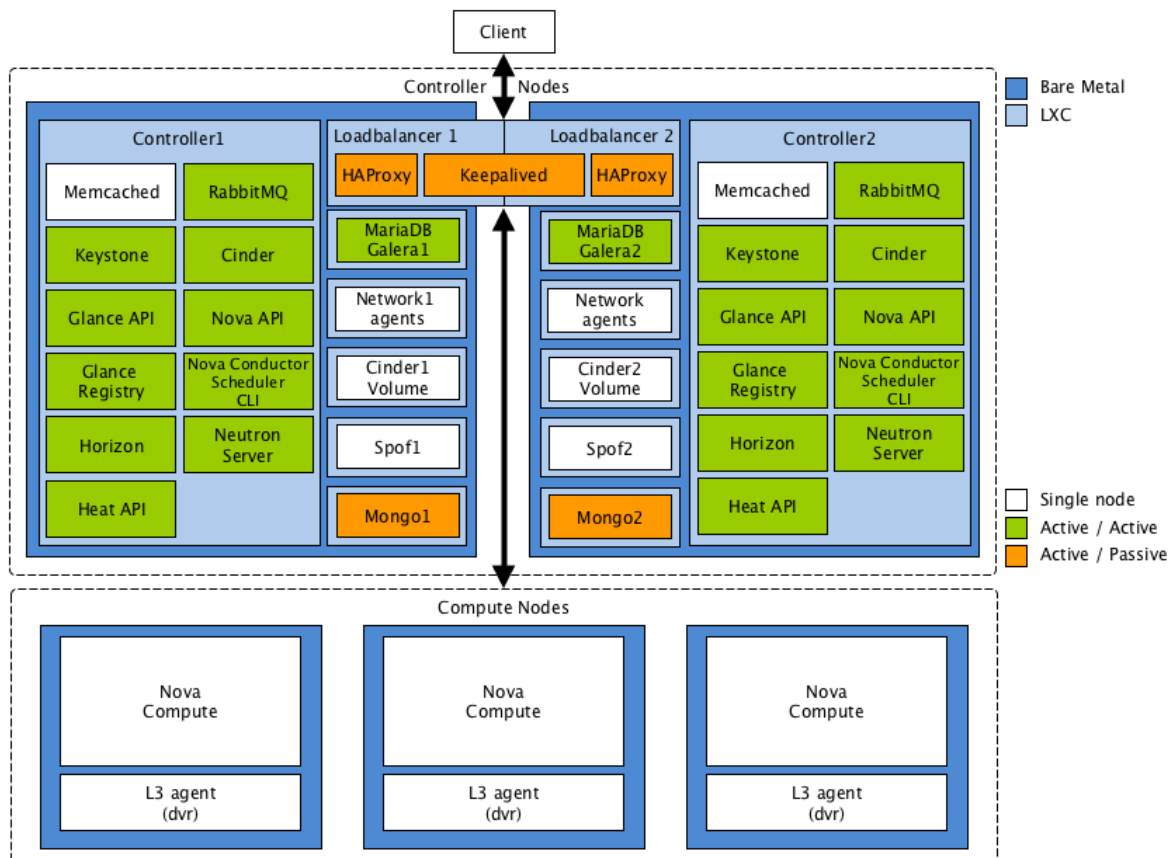 Client
Controller Nodes
Bare Metal
LXC
Controller1
Memcached
RabbitMQ
Keystone
Cinder
Glance API
Nova API
Glance
Registry
Nova Conductor
Scheduler
CLI
Horizon
Neutron
Server
Heat API
Loadbalancer 1
Loadbalancer 2
HAProxy
Keepalived
HAProxy
MariaDB
Galera1
Network1
agents
Cinder1
Volume
Spof1
Mongo1
MariaDB
Galera2
Network
agents
Cinder2
Volume
Spof2
Mongo2
Controller2
Memcached
RabbitMQ
Keystone
Cinder
Glance API
Nova API
Glance
Registry
Nova Conductor
Scheduler
CLI
Horizon
Neutron
Server
Heat API
Single node
Active / Active
Active / Passive
Compute Nodes
Nova
Compute
L3 agent
(dvr)
Nova
Compute
L3 agent
(dvr)
Nova
Compute
L3 agent
(dvr)